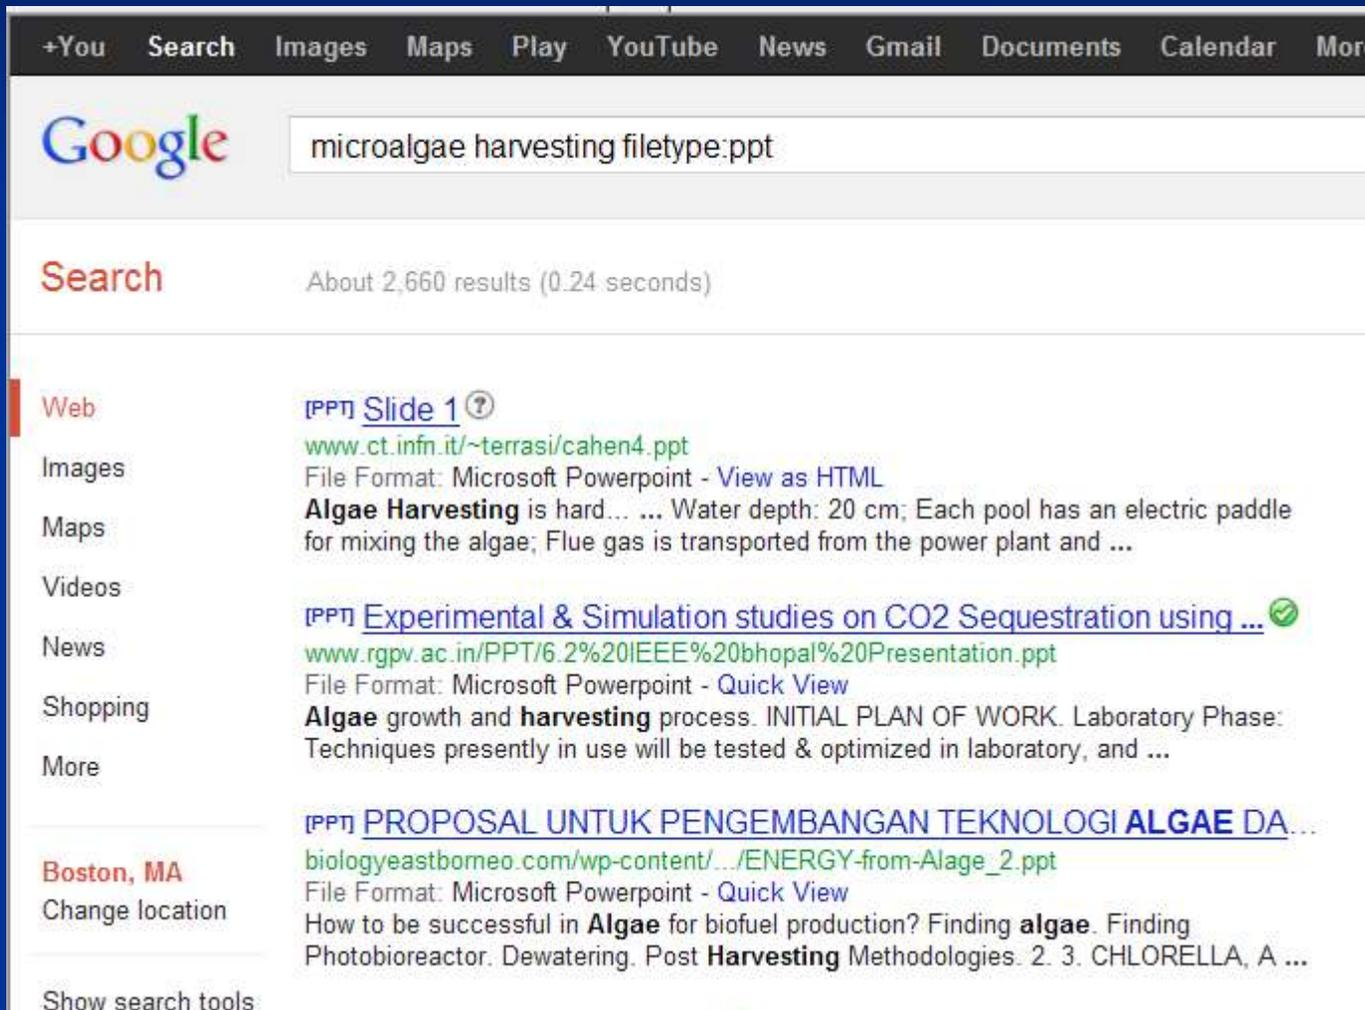 +You Search Images Maps Play YouTube News Gmail Documents Calendar
Google
microalgae harvesting filetype:ppt
Search
About 2,660 results (0.24 seconds)
Web
Images
Maps
Videos
News
Shopping
More
Boston, MA
Change location
Show search tools
[PPT] Slide 1 ?
www.ct.infn.it/~terrasi/cahen4.ppt
File Format: Microsoft Powerpoint - View as HTML
Algae Harvesting is hard... ... Water depth: 20 cm; Each pool has an electric paddle
for mixing the algae; Flue gas is transported from the power plant and ...
[PPT] Experimental & Simulation studies on CO2 Sequestration using ...
www.rgpv.ac.in/PPT/6.2%20IEEE%20bhopal%20Presentation.ppt
File Format: Microsoft Powerpoint - Quick View
Algae growth and harvesting process. INITIAL PLAN OF WORK. Laboratory Phase:
Techniques presently in use will be tested & optimized in laboratory, and ...
[PPT] PROPOSAL UNTUK PENGEMBANGAN TEKNOLOGI ALGAE DA...
biologyeastborneo.com/wp-content/.../ENERGY-from-Alage_2.ppt
File Format: Microsoft Powerpoint - Quick View
How to be successful in Algae for biofuel production? Finding algae. Finding
Photobioreactor. Dewatering. Post Harvesting Methodologies. 2. 3. CHLORELLA, A ...